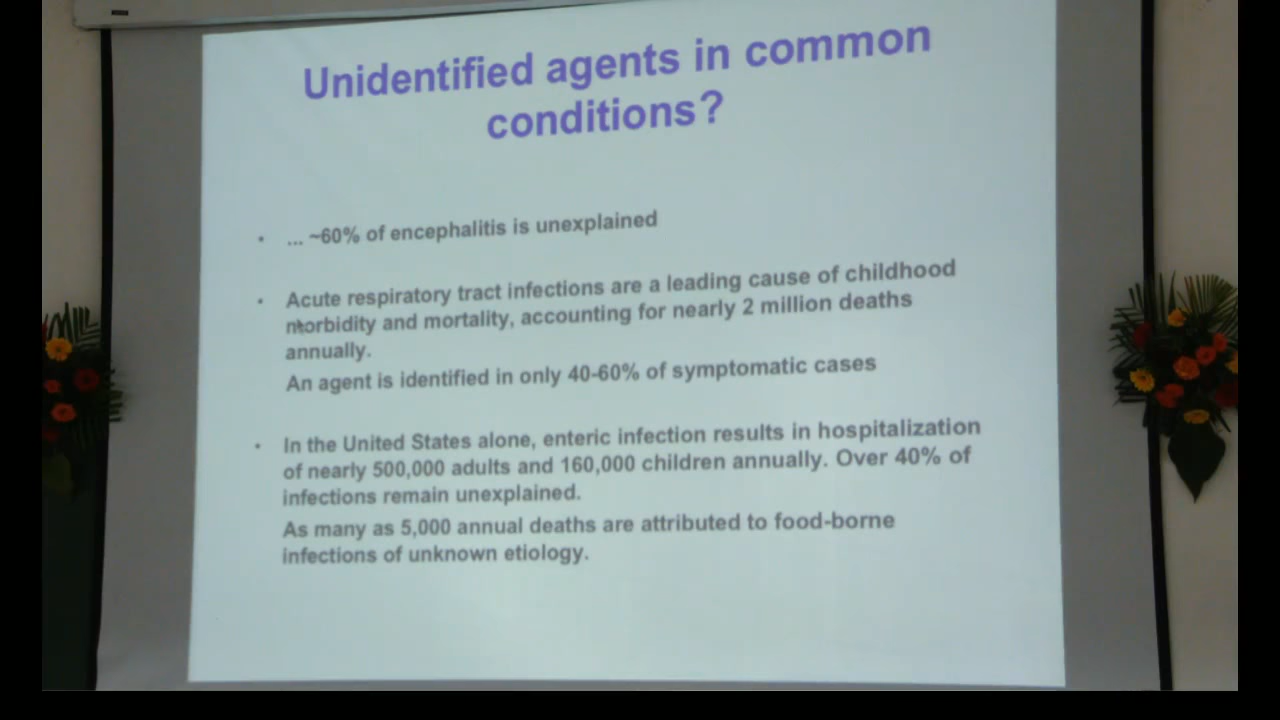 Unidentified agents in common
conditions?
• ... ~60% of encephalitis is unexplained
• Acute respiratory tract infections are a leading cause of childhood
morbidity and mortality, accounting for nearly 2 million deaths
annually.
An agent is identified in only 40-60% of symptomatic cases
• In the United States alone, enteric infection results in hospitalization
of nearly 500,000 adults and 160,000 children annually. Over 40% of
infections remain unexplained.
As many as 5,000 annual deaths are attributed to food-borne
infections of unknown etiology.